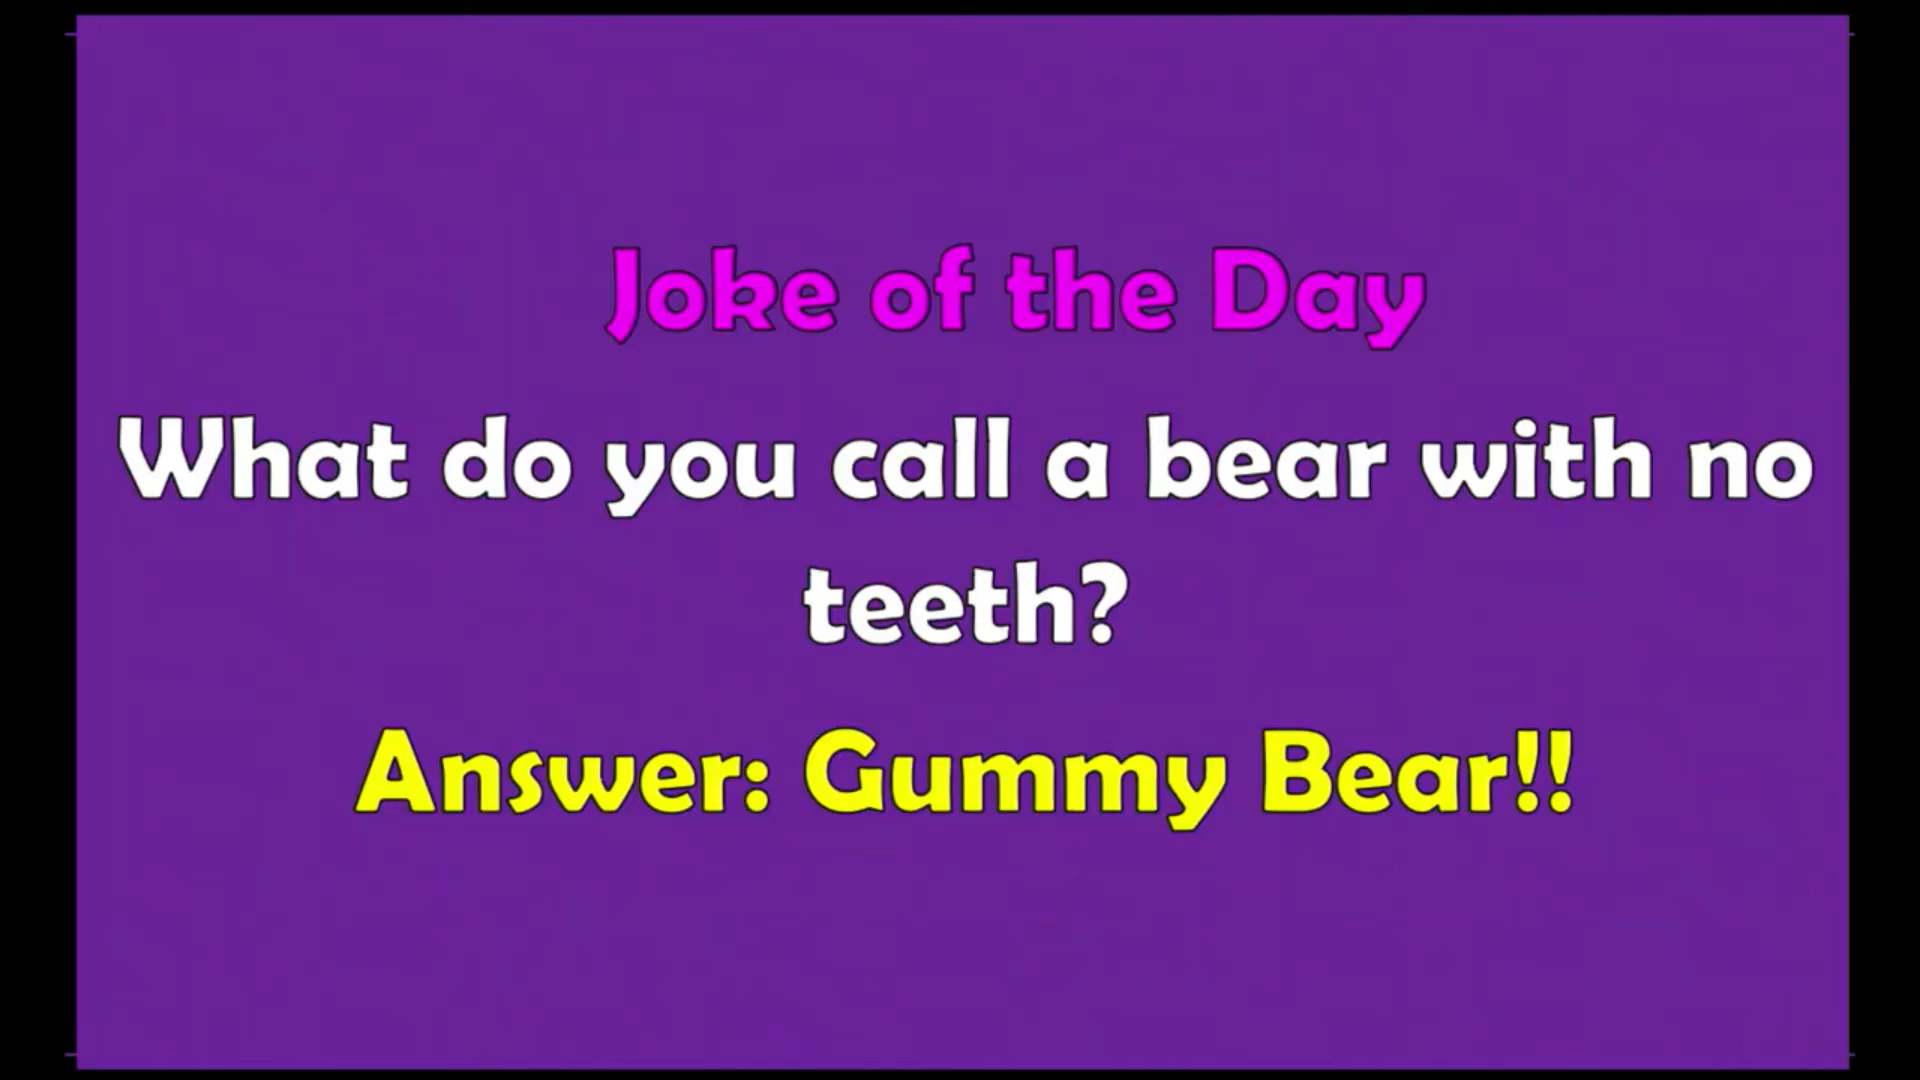 Joke of the Day
What do you call a bear with no
teeth?
Answer: Gummy Bear!!